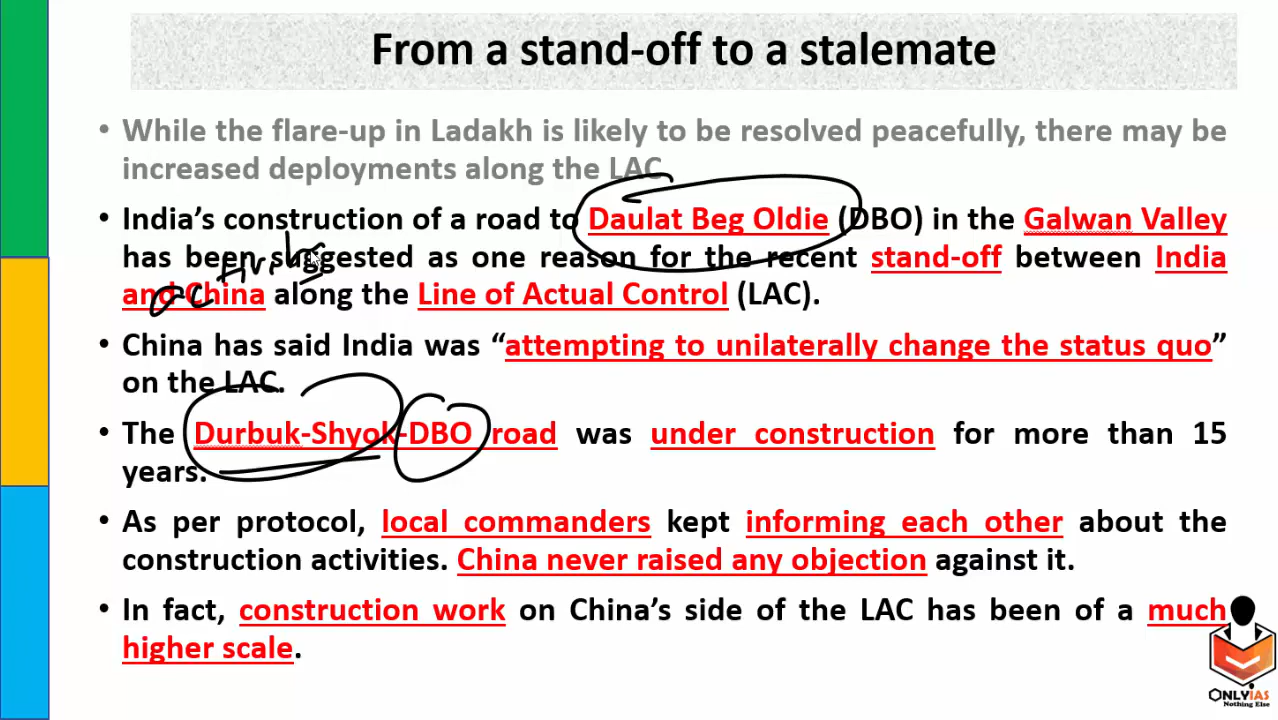 From a stand-off to a stalemate
• While the flare-up in Ladakh is likely to be resolved peacefully, there may be
increased deployments along the LAC
• India's construction of a road to Daulat Beg Oldie (DBO) in the Galwan Valley
has been suggested as one reason for the recent stand-off between India
and China along the Line of Actual Control (LAC).
• China has said India was “attempting to unilaterally change the status quo”
on the LAC.
• The Durbuk-Shyok-DBO road was under construction for more than 15
years.
• As per protocol, local commanders kept informing each other about the
construction activities. China never raised any objection against it.
• In fact, construction work on China's side of the LAC has been of a much
higher scale.
ONLYIAS
Nothing Else